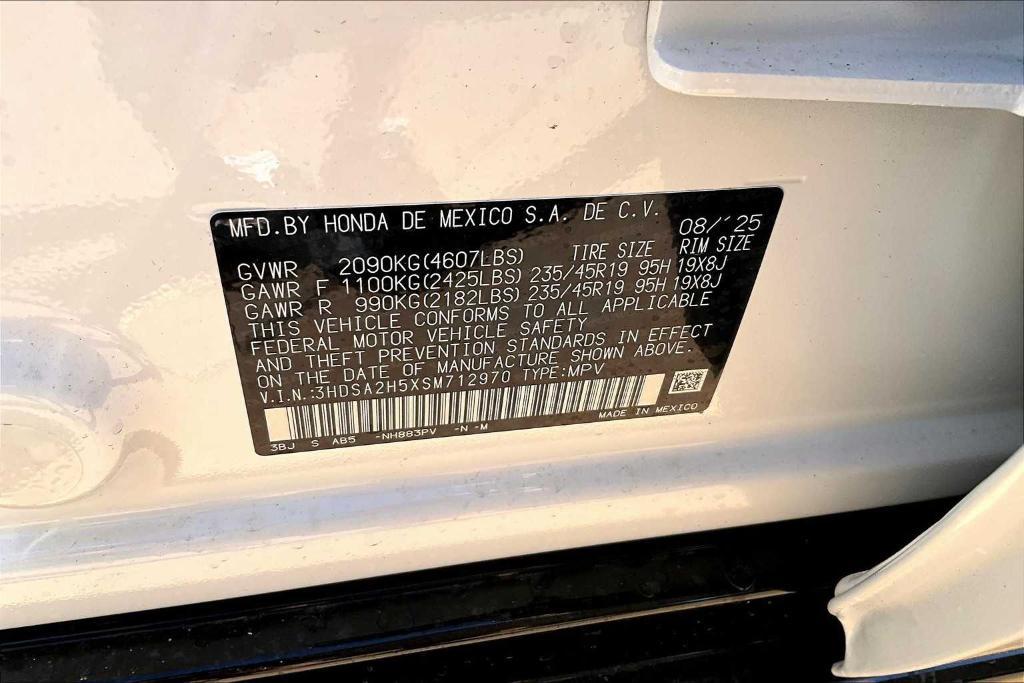 MFD.BY HONDA DE MEXICO S.A. DE C.V. 08/'25
TIRE SIZE RIM SIZE
GVWR 2090KG(4607LBS)
GAWR F 1100KG(2425LBS) 235/45R19 95H 19X8J
GAWR R 990KG(2182LBS) 235/45R19 95H 19X8J
THIS VEHICLE CONFORMS TO ALL APPLICABLE
FEDERAL MOTOR VEHICLE SAFETY
AND THEFT PREVENTION STANDARDS IN EFFECT
ON THE DATE OF MANUFACTURE SHOWN ABOVE.
V.I.N.:3HDSA2H5XSM712970 TYPE:MPV
MADE IN MEXICO
3BJ S AB5 -NH883PV -N -M